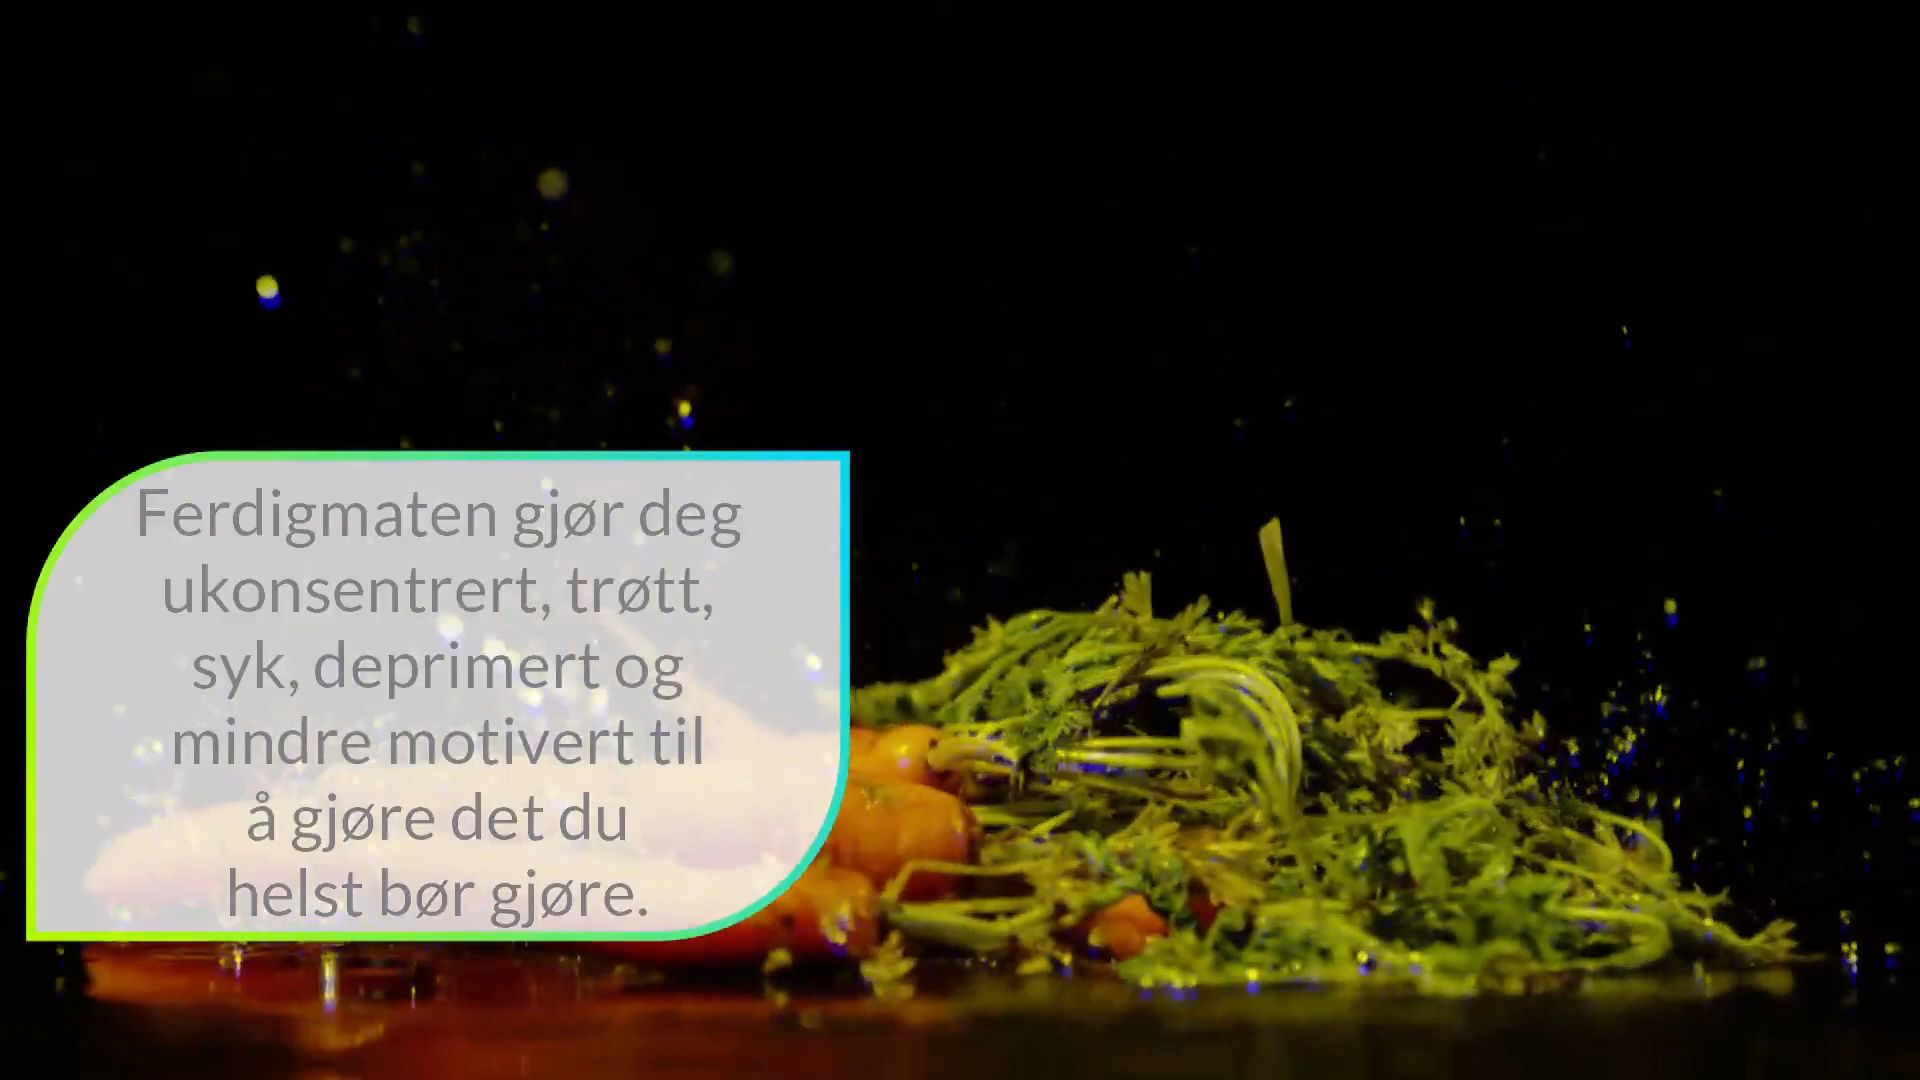 Ferdigmaten gjør deg
ukonsentrert, trøtt,
syk, deprimert og
mindre motivert til
å gjøre det du
helst bør gjøre.